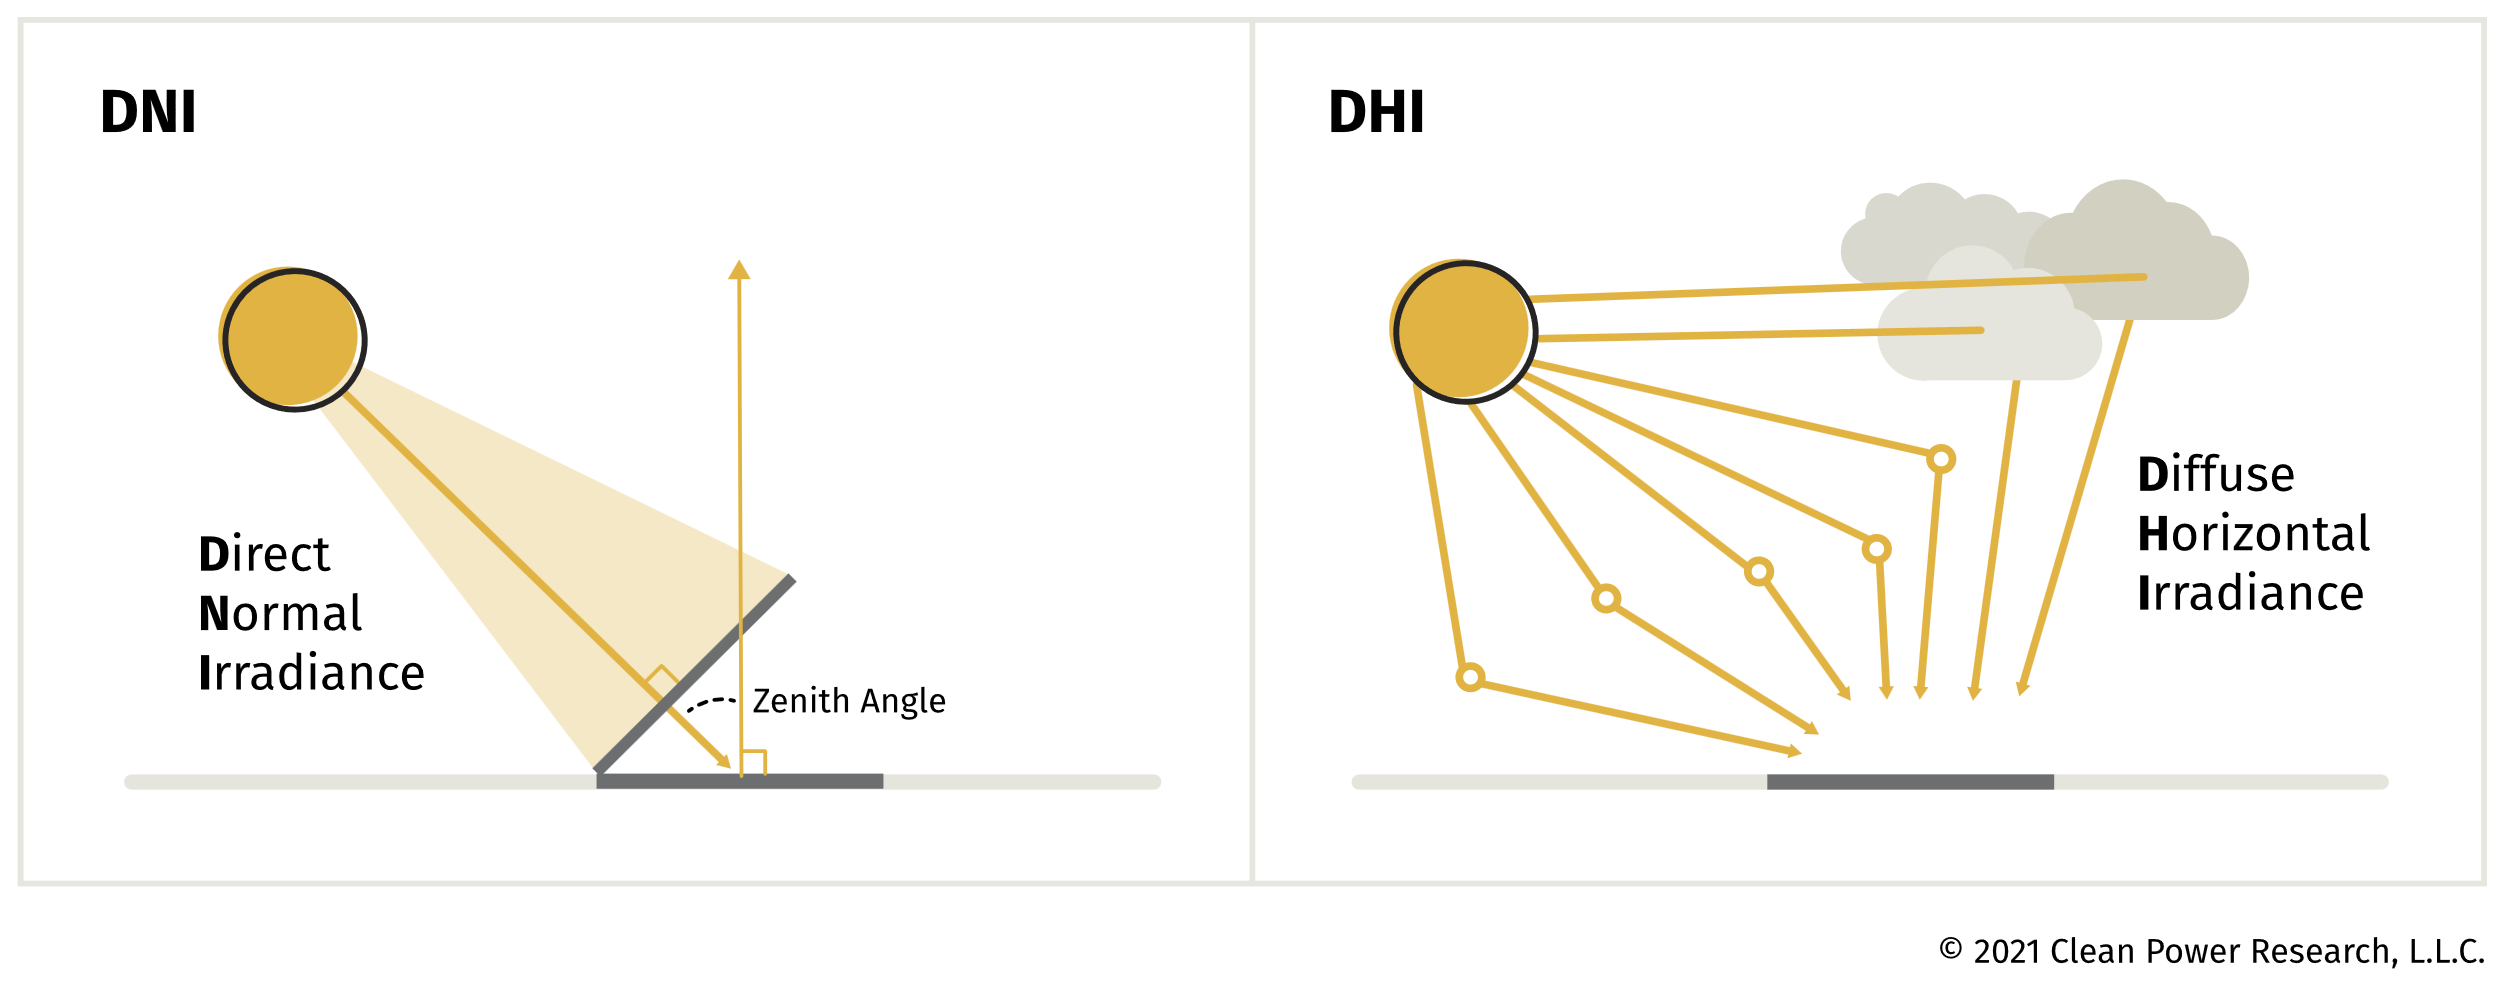 DNI
Direct
Normal
Irradiance
Zenith Angle
DHI
Diffuse
Horizontal
Irradiance
© 2021 Clean Power Research, L.L.C.